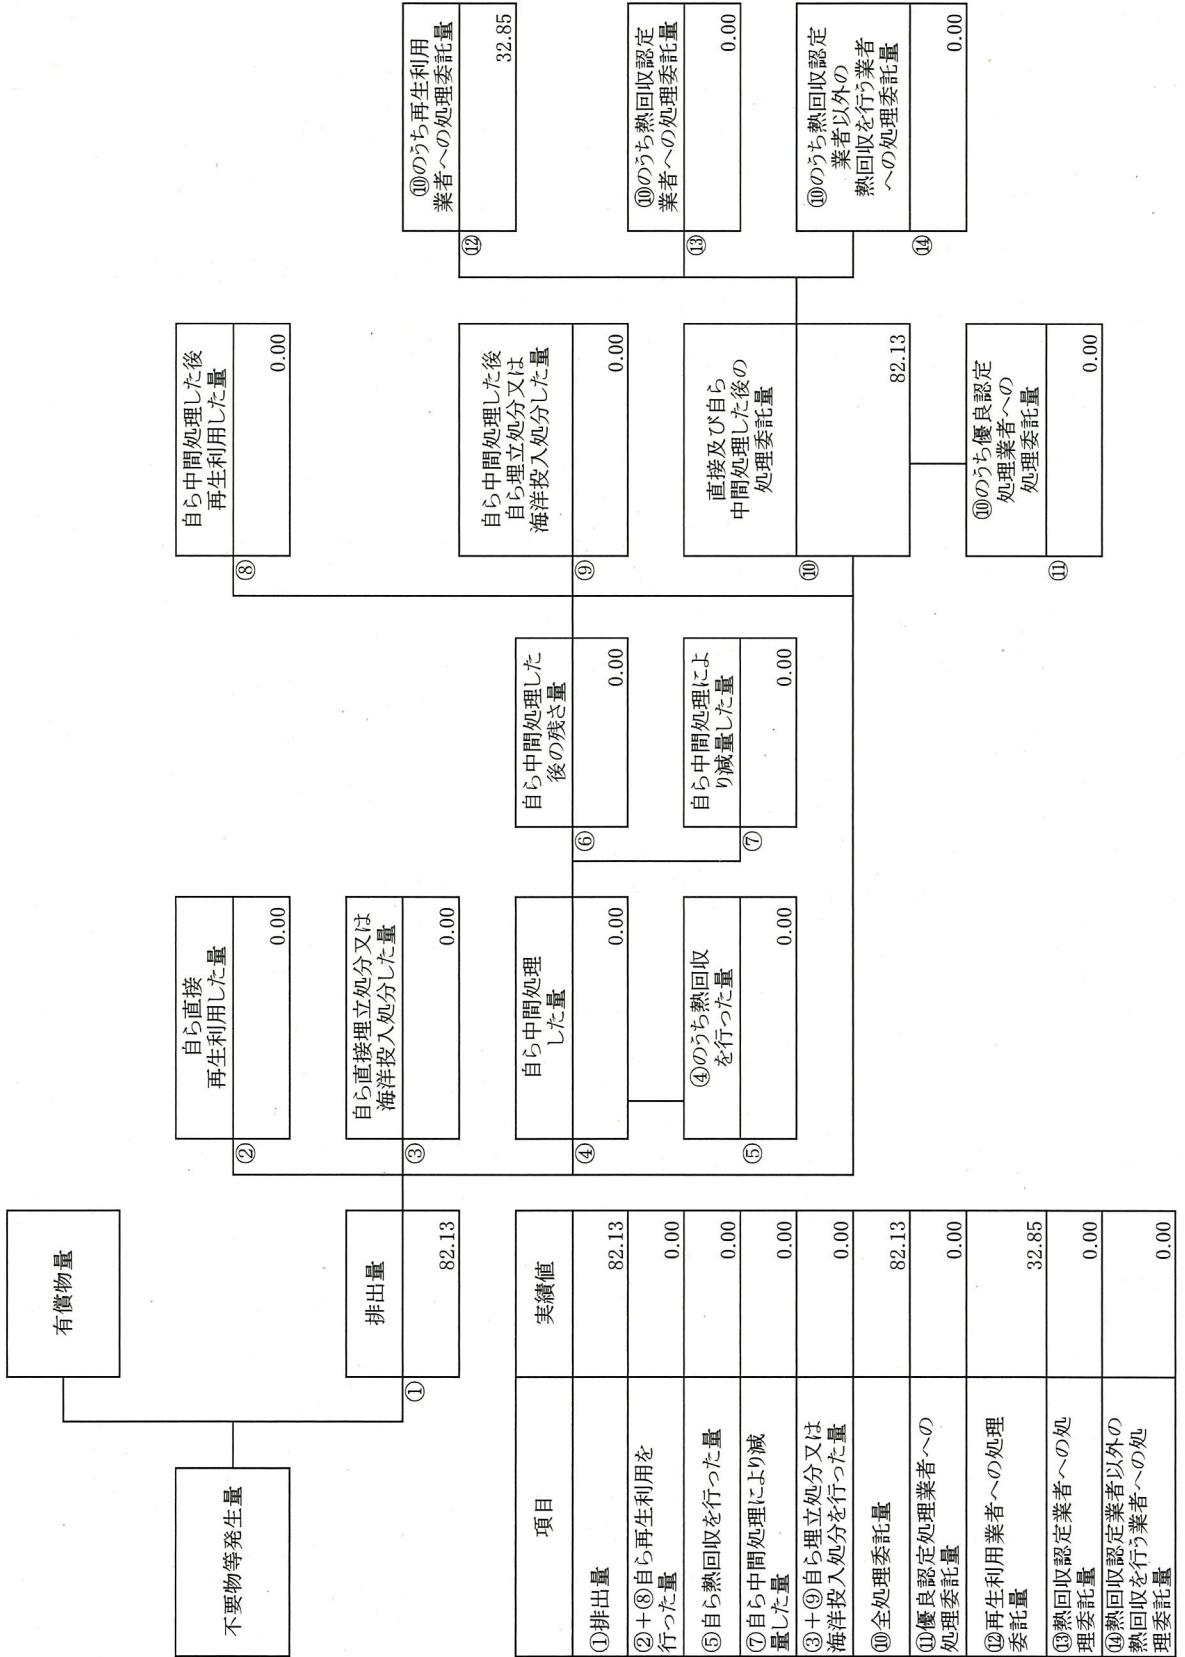 不要物等発生量
有償物量
①
排出量
82.13
②
自ら直接
再生利用した量
0.00
③
自ら直接埋立処分又は
海洋投入処分した量
0.00
④
自ら中間処理
した量
0.00
⑤
④のうち熱回収
を行った量
0.00
⑥
自ら中間処理した
後の残さ量
0.00
⑦
自ら中間処理によ
り減量した量
0.00
⑧
自ら中間処理した後
再生利用した量
0.00
⑨
自ら中間処理した後
自ら埋立処分又は
海洋投入処分した量
0.00
⑩
直接及び自ら
中間処理した後の
処理委託量
82.13
⑪
⑩のうち優良認定
処理業者への
処理委託量
0.00
⑫
⑩のうち再生利用
業者への処理委託量
32.85
⑬
⑩のうち熱回収認定
業者への処理委託量
0.00
⑭
⑩のうち熱回収認定
業者以外の
熱回収を行う業者
への処理委託量
0.00
項目 実績値
①排出量 82.13
②+⑧自ら再生利用を
行った量 0.00
⑤自ら熱回収を行った量 0.00
⑦自ら中間処理により減
量した量 0.00
③+⑨自ら埋立処分又は
海洋投入処分を行った量 0.00
⑩全処理委託量 82.13
⑪優良認定処理業者への
処理委託量 0.00
⑫再生利用業者への処理
委託量 32.85
⑬熱回収認定業者への処
理委託量 0.00
⑭熱回収認定業者以外の
熱回収を行う業者への処
理委託量 0.00